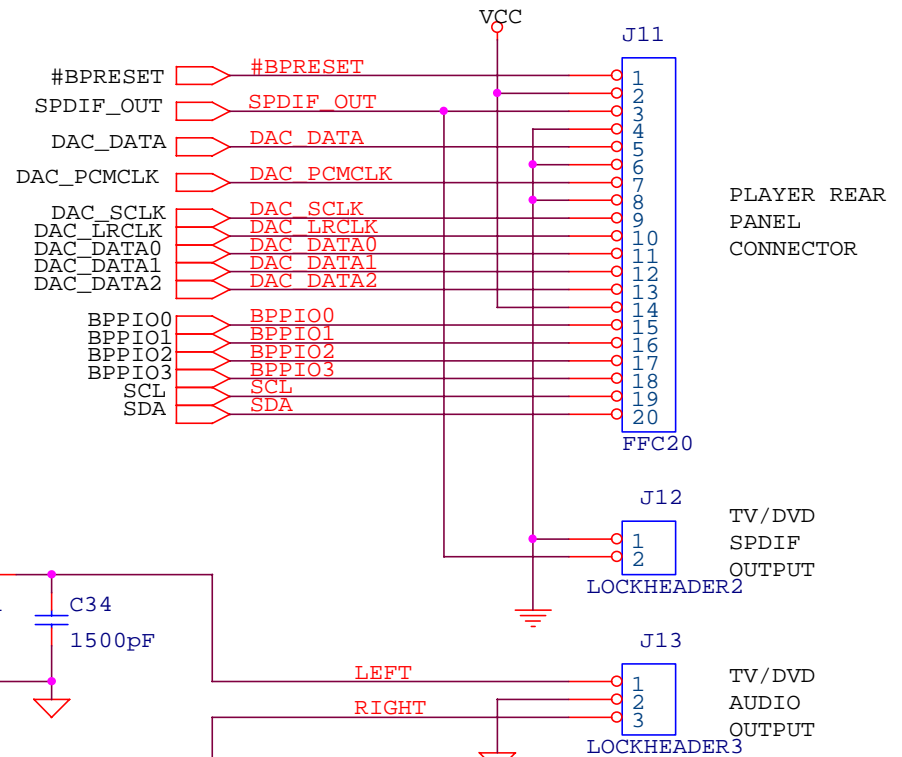 VCC
J11
#BPRESET #BPRESET 1
2
SPDIF_OUT SPDIF_OUT 3
4
DAC_DATA DAC_DATA 5
6
DAC_PCMCLK DAC_PCMCLK 7
8
DAC_SCLK DAC_SCLK 9
DAC_LRCLK DAC_LRCLK 10
DAC_DATA0 DAC_DATA0 11
DAC_DATA1 DAC_DATA1 12
DAC_DATA2 DAC_DATA2 13
14
BPPIO0 BPPIO0 15
BPPIO1 BPPIO1 16
BPPIO2 BPPIO2 17
BPPIO3 BPPIO3 18
SCL SCL 19
SDA SDA 20
FFC20
PLAYER REAR
PANEL
CONNECTOR
J12
1
2
LOCKHEADER2
TV/DVD
SPDIF
OUTPUT
C34
1500pF
J13
LEFT 1
2
RIGHT 3
LOCKHEADER3
TV/DVD
AUDIO
OUTPUT